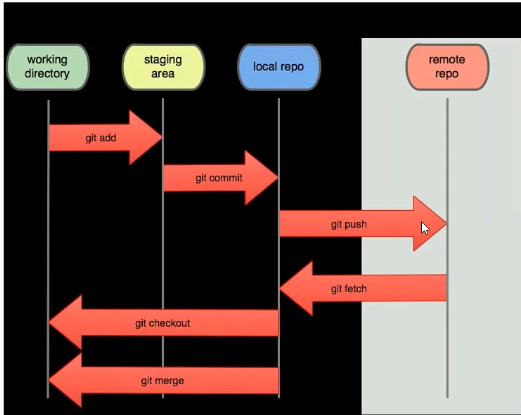 working
directory
staging
area
local repo
remote
repo
git add
git commit
git push
git fetch
git checkout
git merge